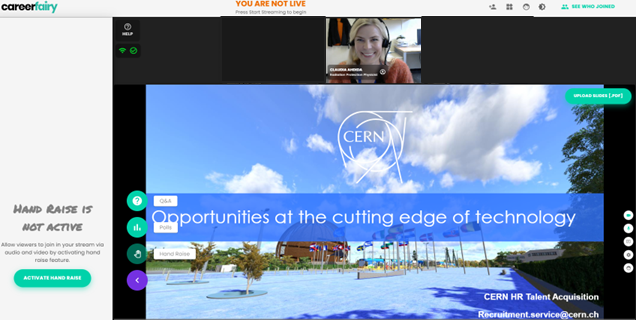 careerfairy
YOU ARE NOT LIVE
Press Start Streaming to begin
SEE WHO JOINED
HELP
Radiation Protection Physicist
UPLOAD SLIDES [.PDF]
CERN
HAND RAISE IS
NOT ACTIVE
Allow viewers to join in your stream via
audio and video by activating hand
raise feature.
ACTIVATE HAND RAISE
Q&A
Opportunities at the cutting edge of technology
Polls
Hand Raise
CERN HR Talent Acquisition
Recruitment.service@cern.ch